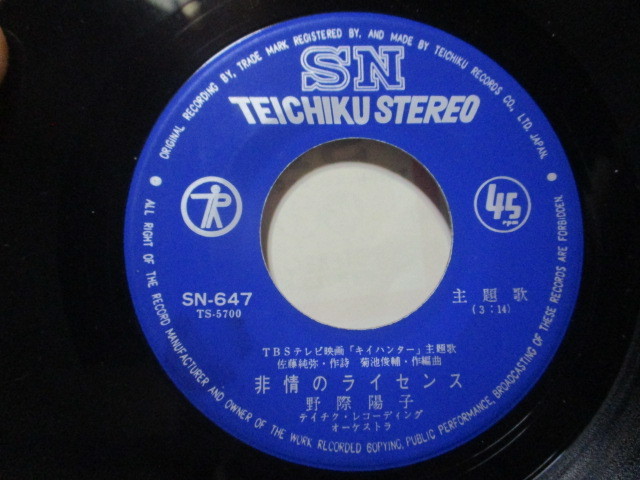 ORIGINAL RECORDING BY, TRADE MARK REGISTERED BY, AND MADE BY TEICHIKU RECORDS CO., LTD. JAPAN.
SN
TEICHIKU STEREO
TR
45
rpm
SN-647
TS-5700
主題歌
(3:14)
TBSテレビ映画「キイハンター」主題歌
佐藤純弥・作詩 菊池俊輔・作編曲
非情のライセンス
野際陽子
テイチク・レコーディング
オーケストラ
ALL RIGHT OF THE RECORD MANUFACTURER AND OWNER OF THE WORK RECORDED BOPYING, PUBLIC PERFORMANCE, BROADCASTING OF THESE RECORDS ARE FORBIDDEN.